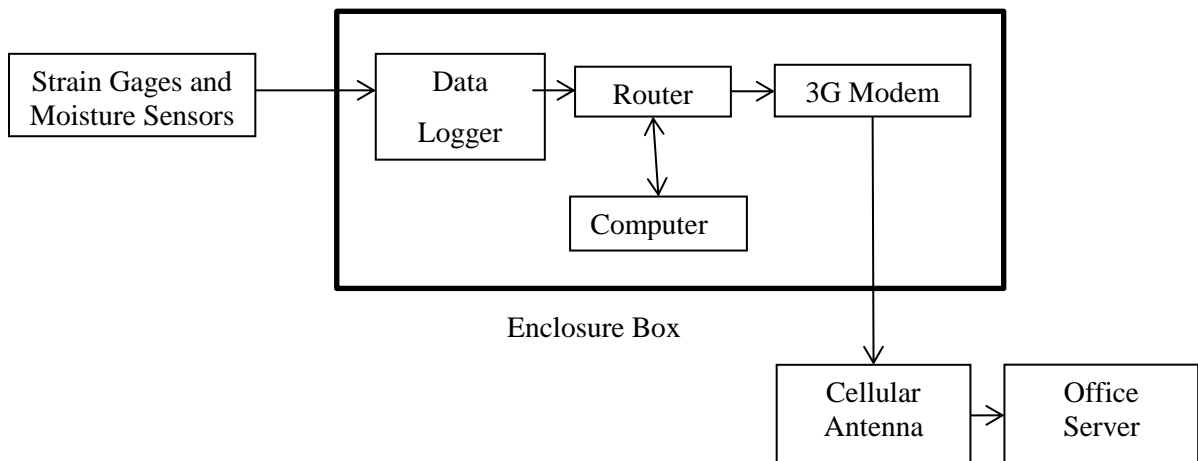 Strain Gages and
Moisture Sensors
Data
Logger
Router
3G Modem
Computer
Enclosure Box
Cellular
Antenna
Office
Server